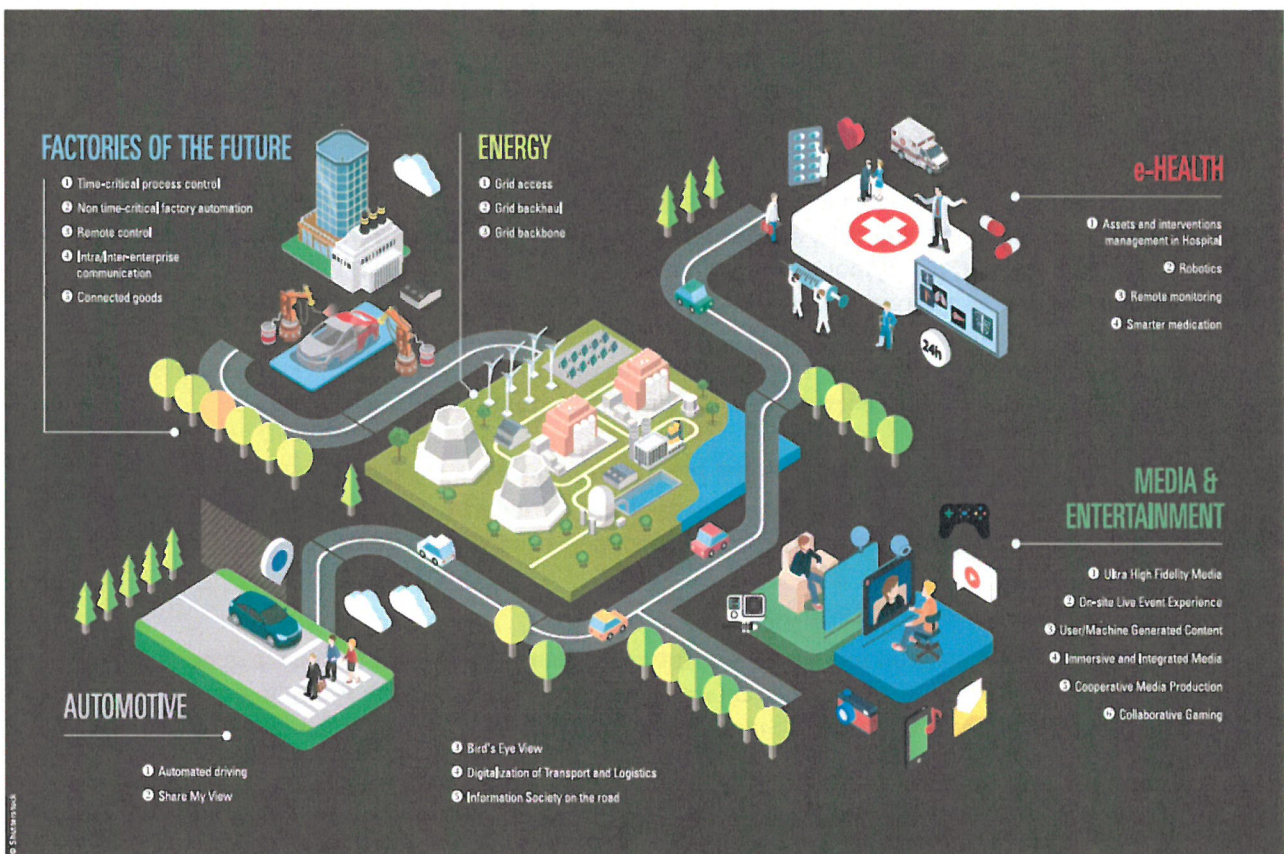 FACTORIES OF THE FUTURE
❶ Time-critical process control
❷ Non time-critical factory automation
❸ Remote control
❹ Intra/Inter-enterprise
communication
❺ Connected goods
ENERGY
❶ Grid access
❷ Grid backhaul
❸ Grid backbone
e-HEALTH
❶ Assets and interventions
management in Hospital
❷ Robotics
❸ Remote monitoring
❹ Smarter medication
24h
MEDIA &
ENTERTAINMENT
❶ Ultra High Fidelity Media
❷ On-site Live Event Experience
❸ User/Machine Generated Content
❹ Immersive and Integrated Media
❺ Cooperative Media Production
❻ Collaborative Gaming
AUTOMOTIVE
❶ Automated driving
❷ Share My View
❸ Bird's Eye View
❹ Digitalization of Transport and Logistics
❺ Information Society on the road
© Shutterstock